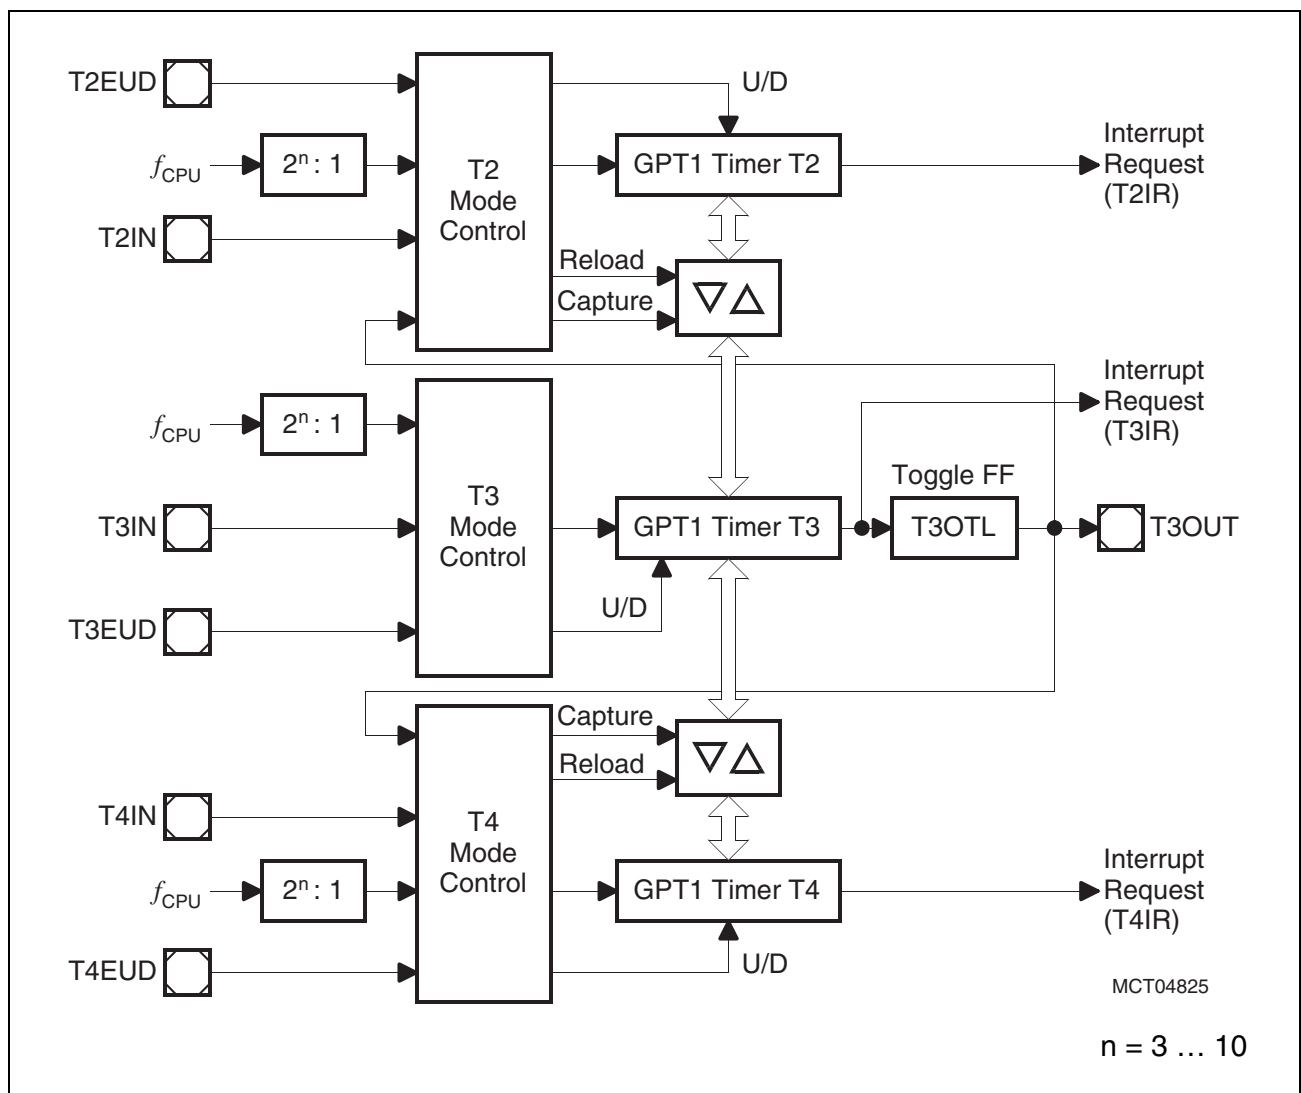 T2EUD
U/D
fCPU
2ⁿ : 1
T2
Mode
Control
GPT1 Timer T2
Interrupt
Request
(T2IR)
T2IN
Reload
Capture
fCPU
2ⁿ : 1
Interrupt
Request
(T3IR)
T3
Mode
Control
Toggle FF
T3IN
GPT1 Timer T3
T3OTL
T3OUT
T3EUD
U/D
Capture
Reload
T4IN
T4
Mode
Control
fCPU
2ⁿ : 1
GPT1 Timer T4
Interrupt
Request
(T4IR)
T4EUD
U/D
MCT04825
n = 3 … 10